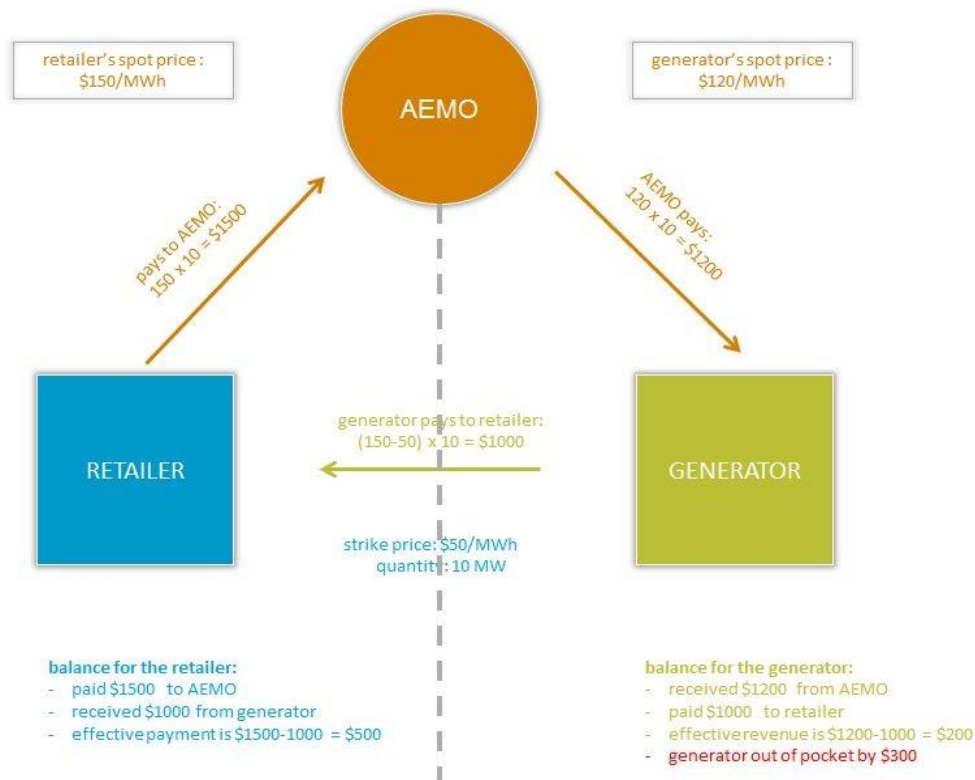 retailer's spot price :
$150/MWh
AEMO
generator's spot price :
$120/MWh
pays to AEMO:
150 x 10 = $1500
AEMO pays:
120 x 10 = $1200
RETAILER
generator pays to retailer:
(150-50) x 10 = $1000
GENERATOR
strike price: $50/MWh
quantity: 10 MW
balance for the retailer:
- paid $1500 to AEMO
- received $1000 from generator
- effective payment is $1500-1000 = $500
balance for the generator:
- received $1200 from AEMO
- paid $1000 to retailer
- effective revenue is $1200-1000 = $200
- generator out of pocket by $300